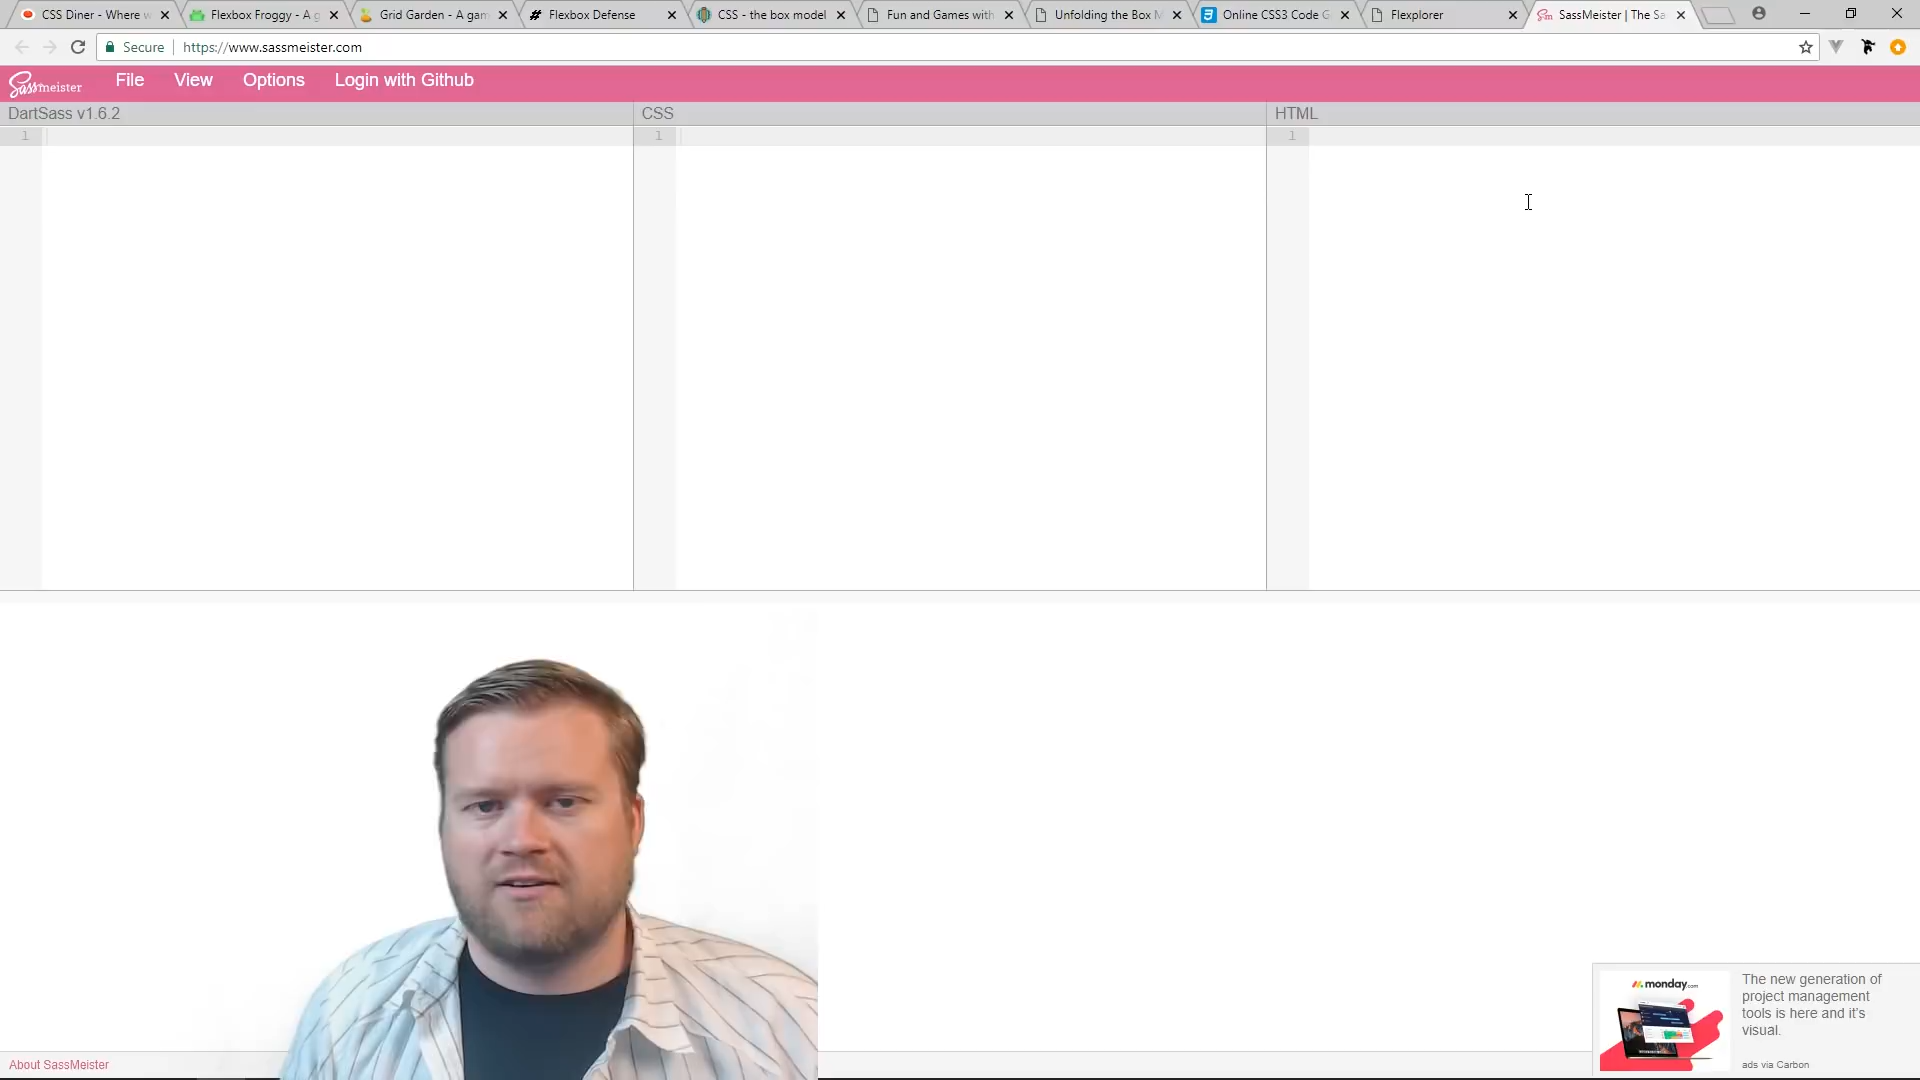 CSS Diner - Where w
Flexbox Froggy - A g
Grid Garden - A gam
Flexbox Defense
CSS - the box model
Fun and Games with
Unfolding the Box M
Online CSS3 Code G
Flexplorer
SassMeister | The Sa
Secure
https://www.sassmeister.com
Sassmeister
File
View
Options
Login with Github
DartSass v1.6.2
CSS
HTML
1
1
1
monday.com
The new generation of
project management
tools is here and it's
visual.
ads via Carbon
About SassMeister